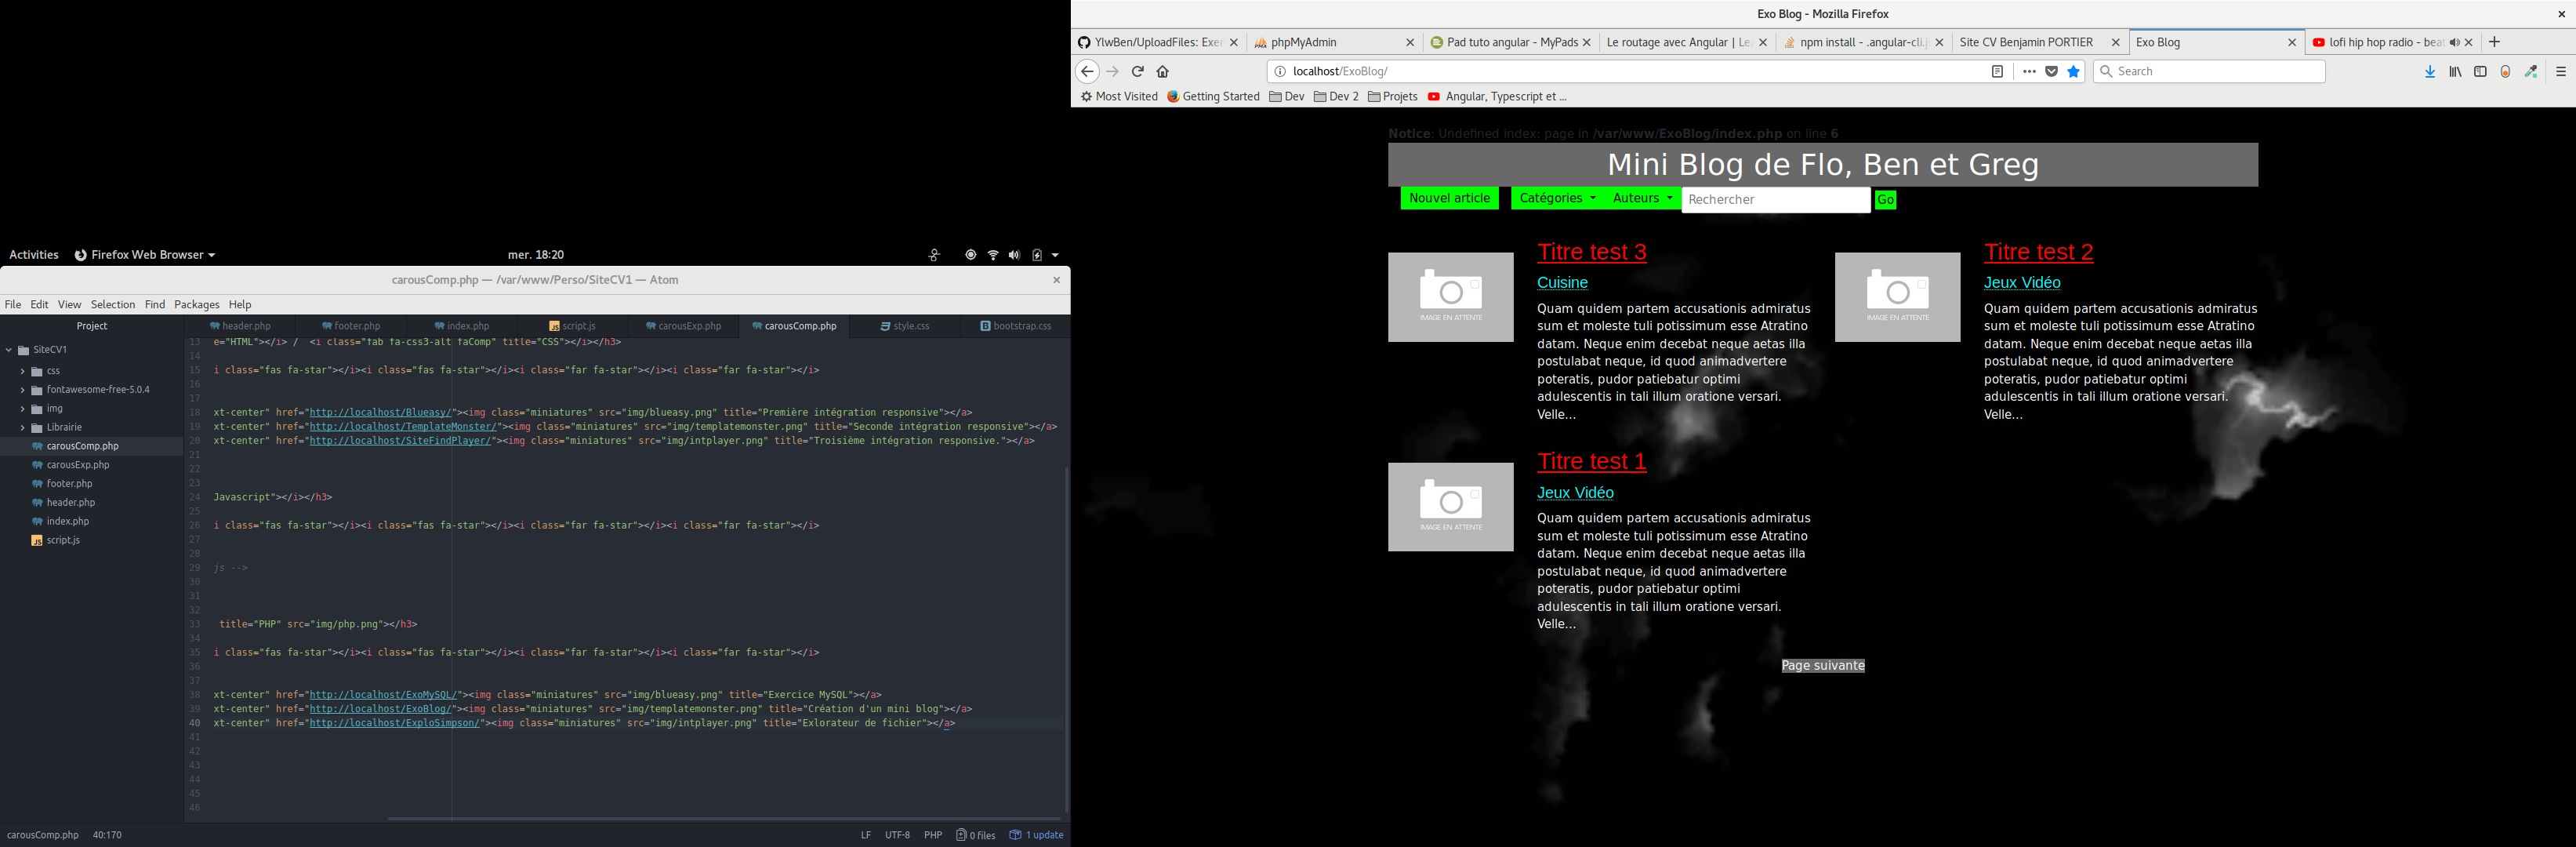 Activities Firefox Web Browser mer. 18:20
carousComp.php — /var/www/Perso/SiteCV1 — Atom
File Edit View Selection Find Packages Help
Project
SiteCV1
css
fontawesome-free-5.0.4
img
Librairie
carousComp.php
carousExp.php
footer.php
header.php
index.php
script.js
header.php footer.php index.php script.js carousExp.php carousComp.php style.css bootstrap.css
13 e="HTML"></i> / <i class="fab fa-css3-alt faComp" title="CSS"></i></h3>
14
15 i class="fas fa-star"></i><i class="fas fa-star"></i><i class="far fa-star"></i><i class="far fa-star"></i>
16
17
18 xt-center" href="http://localhost/Blueasy/"><img class="miniatures" src="img/blueasy.png" title="Première intégration responsive"></a>
19 xt-center" href="http://localhost/TemplateMonster/"><img class="miniatures" src="img/templatemonster.png" title="Seconde intégration responsive"></a>
20 xt-center" href="http://localhost/SiteFindPlayer/"><img class="miniatures" src="img/intplayer.png" title="Troisième intégration responsive."></a>
21
22
23
24 Javascript"></i></h3>
25
26 i class="fas fa-star"></i><i class="fas fa-star"></i><i class="far fa-star"></i><i class="far fa-star"></i>
27
28
29 js -->
30
31
32
33 title="PHP" src="img/php.png"></h3>
34
35 i class="fas fa-star"></i><i class="fas fa-star"></i><i class="far fa-star"></i><i class="far fa-star"></i>
36
37
38 xt-center" href="http://localhost/ExoMySQL/"><img class="miniatures" src="img/blueasy.png" title="Exercice MySQL"></a>
39 xt-center" href="http://localhost/ExoBlog/"><img class="miniatures" src="img/templatemonster.png" title="Création d'un mini blog"></a>
40 xt-center" href="http://localhost/ExploSimpson/"><img class="miniatures" src="img/intplayer.png" title="Exlorateur de fichier"></a>
41
42
43
44
45
46
carousComp.php 40:170 LF UTF-8 PHP 0 files 1 update
Exo Blog - Mozilla Firefox
YlwBen/UploadFiles: Exer phpMyAdmin Pad tuto angular - MyPads Le routage avec Angular | Le npm install - .angular-cli.j Site CV Benjamin PORTIER Exo Blog lofi hip hop radio - beat
localhost/ExoBlog/ Search
Most Visited Getting Started Dev Dev 2 Projets Angular, Typescript et ...
Notice: Undefined index: page in /var/www/ExoBlog/index.php on line 6
Mini Blog de Flo, Ben et Greg
Nouvel article Catégories Auteurs Rechercher Go
IMAGE EN ATTENTE
Titre test 3
Cuisine
Quam quidem partem accusationis admiratus
sum et moleste tuli potissimum esse Atratino
datam. Neque enim decebat neque aetas illa
postulabat neque, id quod animadvertere
poteratis, pudor patiebatur optimi
adulescentis in tali illum oratione versari.
Velle...
IMAGE EN ATTENTE
Titre test 2
Jeux Vidéo
Quam quidem partem accusationis admiratus
sum et moleste tuli potissimum esse Atratino
datam. Neque enim decebat neque aetas illa
postulabat neque, id quod animadvertere
poteratis, pudor patiebatur optimi
adulescentis in tali illum oratione versari.
Velle...
IMAGE EN ATTENTE
Titre test 1
Jeux Vidéo
Quam quidem partem accusationis admiratus
sum et moleste tuli potissimum esse Atratino
datam. Neque enim decebat neque aetas illa
postulabat neque, id quod animadvertere
poteratis, pudor patiebatur optimi
adulescentis in tali illum oratione versari.
Velle...
Page suivante